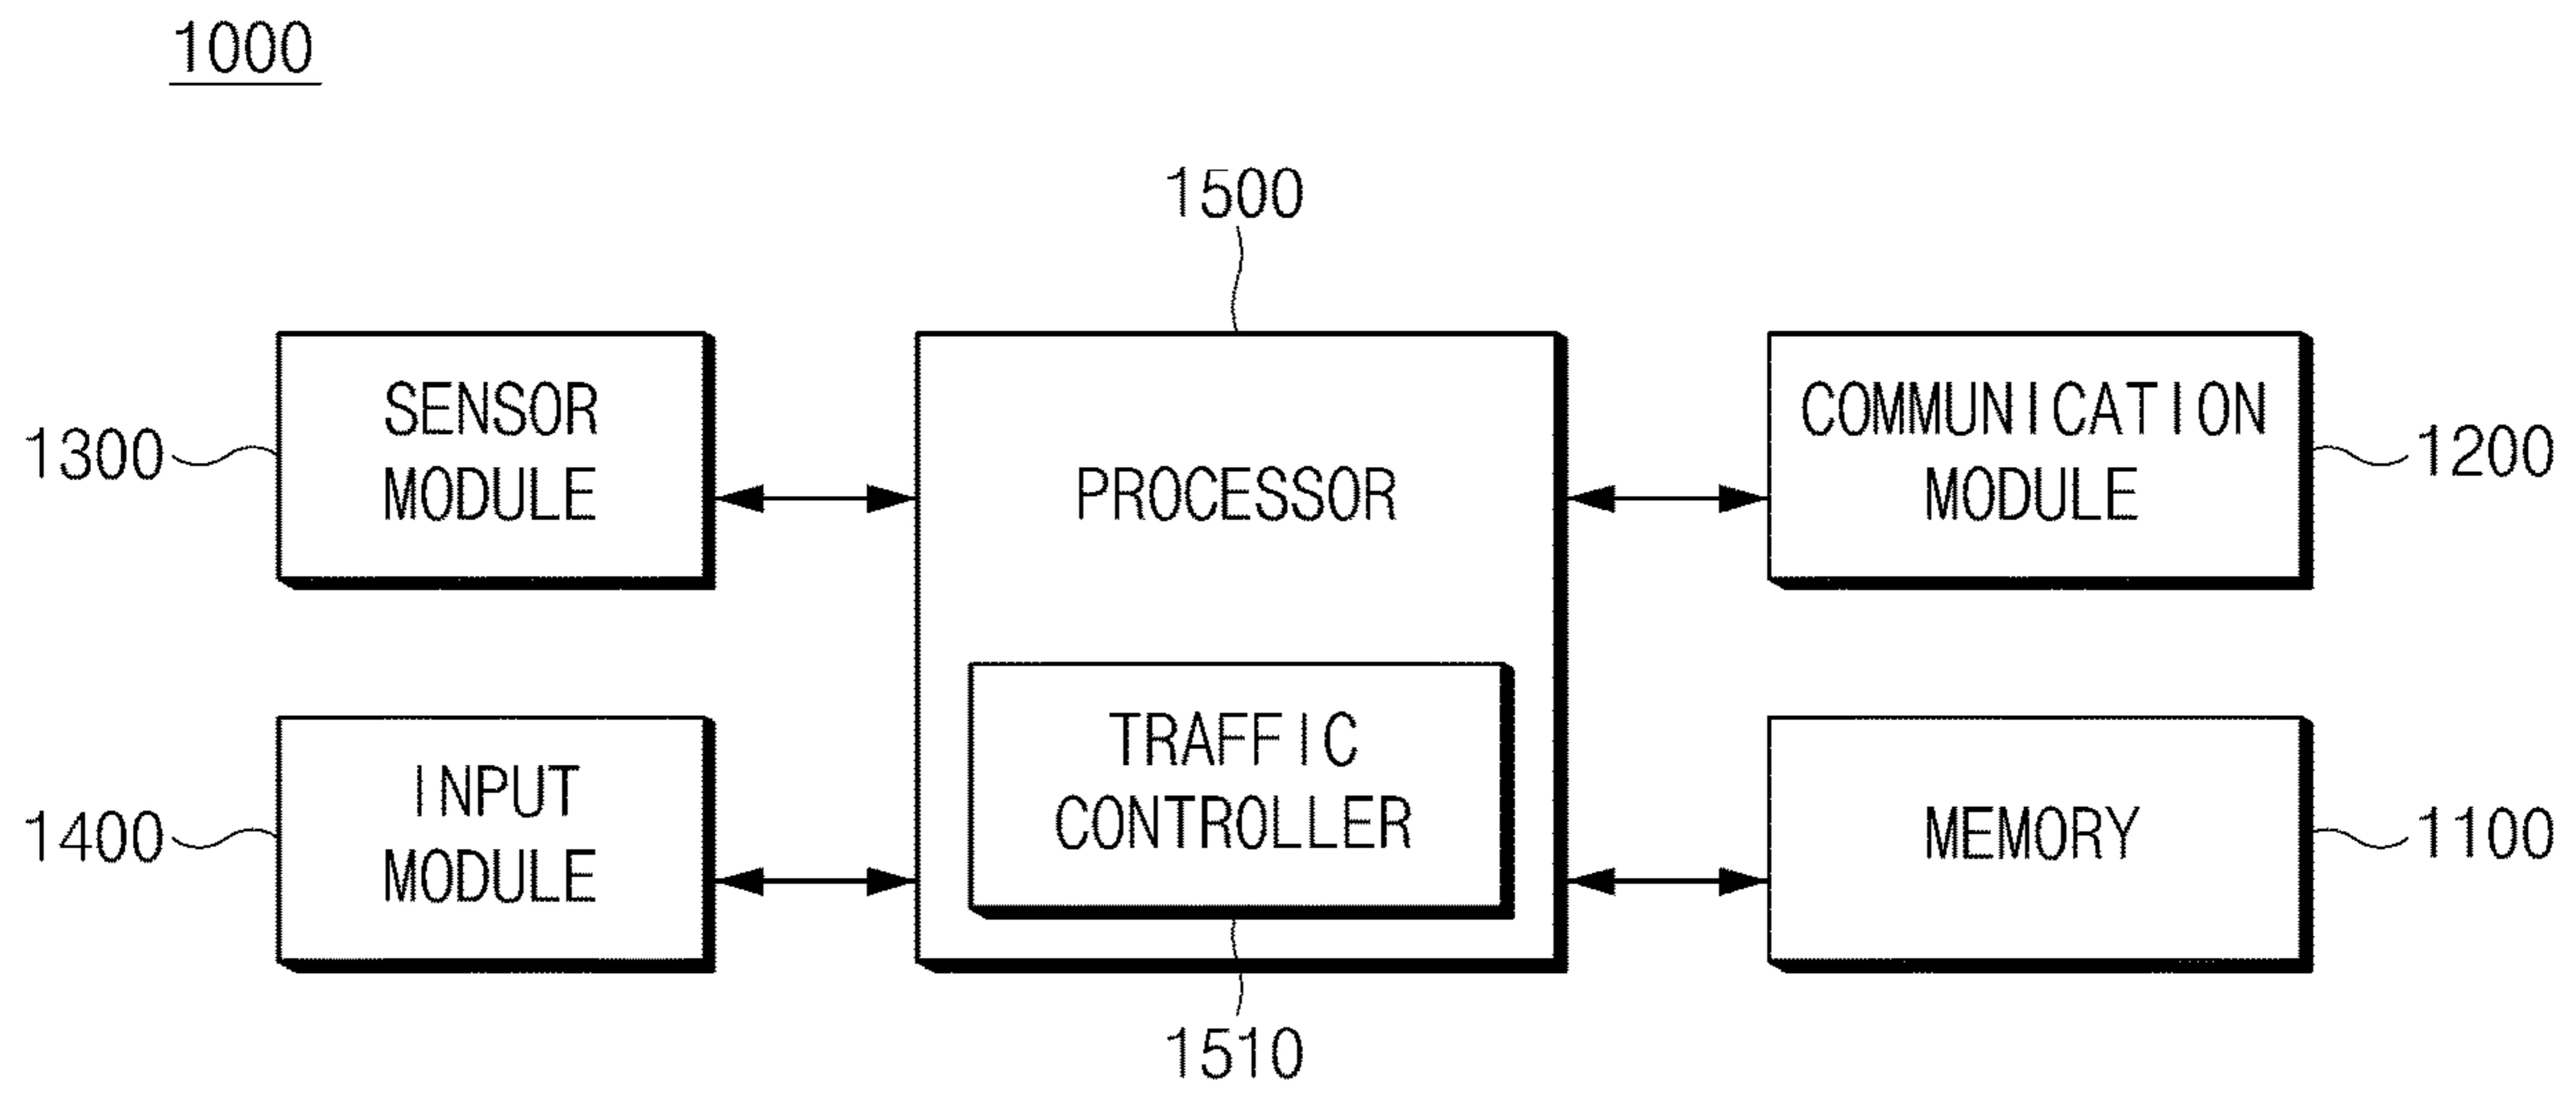 1000
1500
SENSOR
MODULE
1300
PROCESSOR
COMMUNICATION
MODULE
1200
INPUT
MODULE
1400
TRAFFIC
CONTROLLER
MEMORY
1100
1510